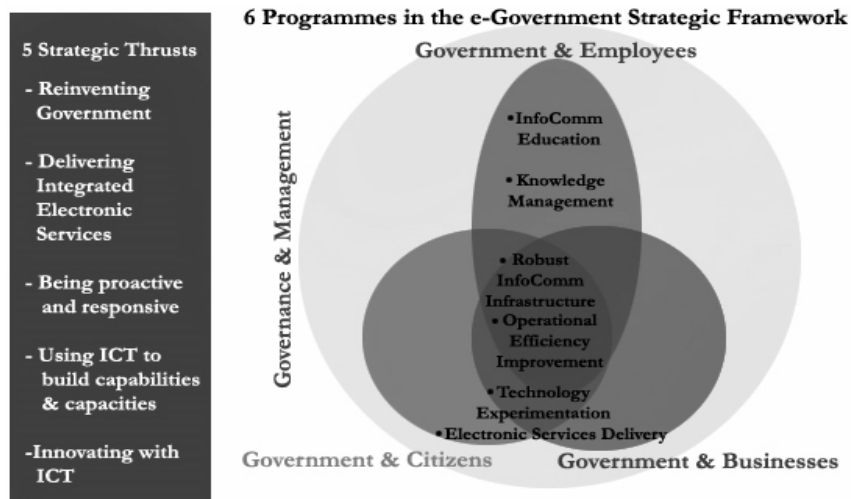 6 Programmes in the e-Government Strategic Framework
5 Strategic Thrusts
- Reinventing
Government
- Delivering
Integrated
Electronic
Services
- Being proactive
and responsive
- Using ICT to
build capabilities
& capacities
-Innovating with
ICT
Governance & Management
Government & Employees
• InfoComm
Education
• Knowledge
Management
• Robust
InfoComm
Infrastructure
• Operational
Efficiency
Improvement
• Technology
Experimentation
• Electronic Services Delivery
Government & Citizens
Government & Businesses